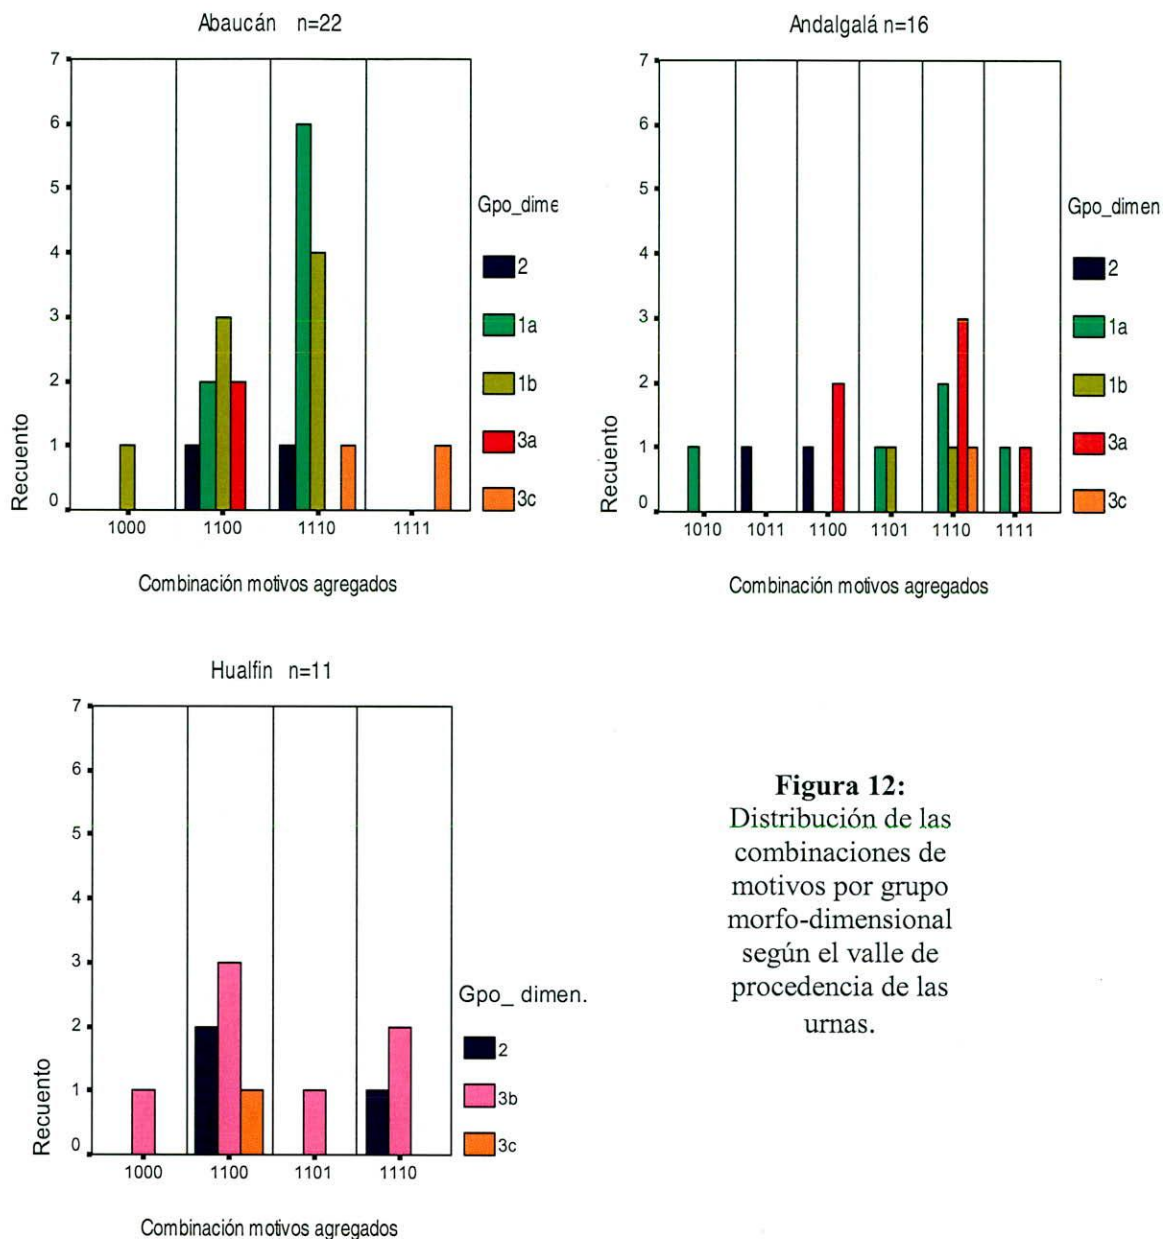 Abaucán n=22
7
6
5
4
3
2
1
0
Recuento
1000 1100 1110 1111
Combinación motivos agregados
Gpo_dime
2
1a
1b
3a
3c
Andalgalá n=16
7
6
5
4
3
2
1
0
Recuento
1010 1011 1100 1101 1110 1111
Combinación motivos agregados
Gpo_dimen
2
1a
1b
3a
3c
Hualfin n=11
7
6
5
4
3
2
1
0
Recuento
1000 1100 1101 1110
Combinación motivos agregados
Gpo_ dimen.
2
3b
3c
Figura 12:
Distribución de las
combinaciones de
motivos por grupo
morfo-dimensional
según el valle de
procedencia de las
urnas.